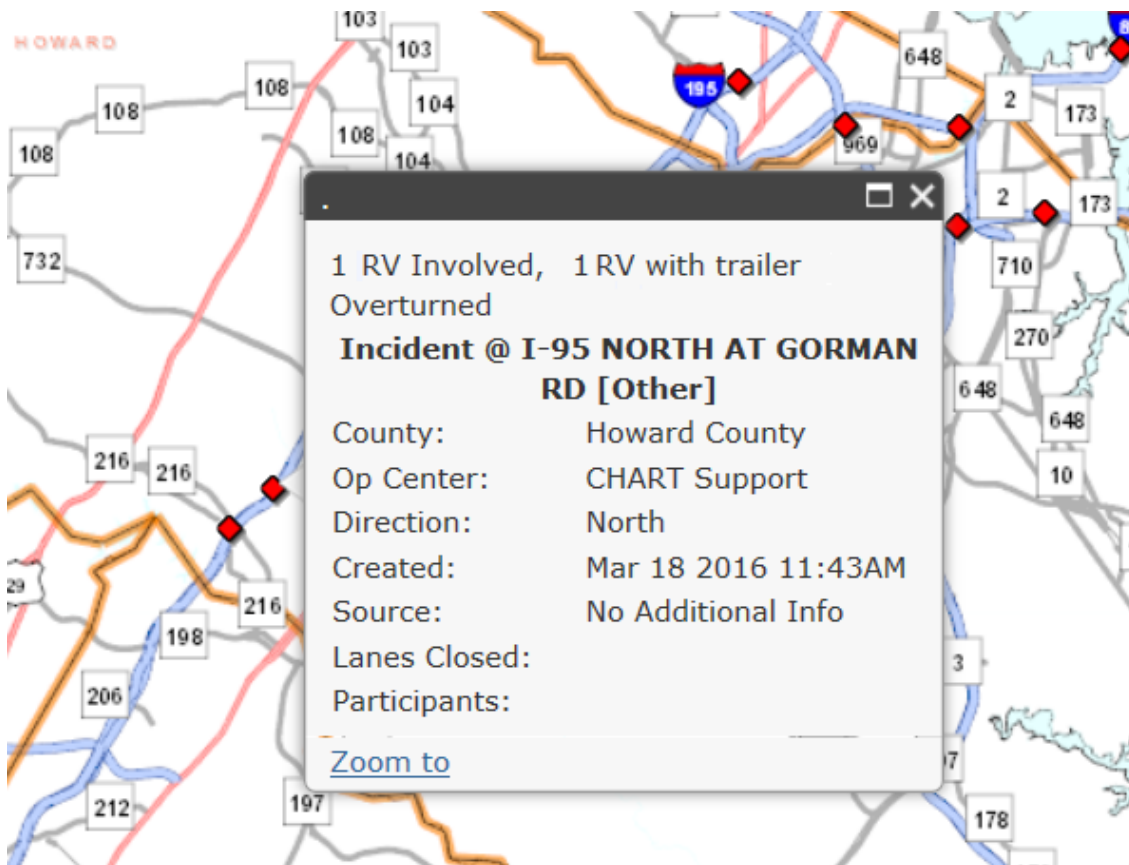 HOWARD
103
103
195
648
8
108
108
104
2
173
108
108
969
104
.
2
173
732
1 RV Involved, 1 RV with trailer
Overturned
710
Incident @ I-95 NORTH AT GORMAN
RD [Other]
270
648
County: Howard County
648
216
216
Op Center: CHART Support
10
Direction: North
Created: Mar 18 2016 11:43AM
29
216
Source: No Additional Info
198
Lanes Closed:
3
206
Participants:
Zoom to
212
197
178